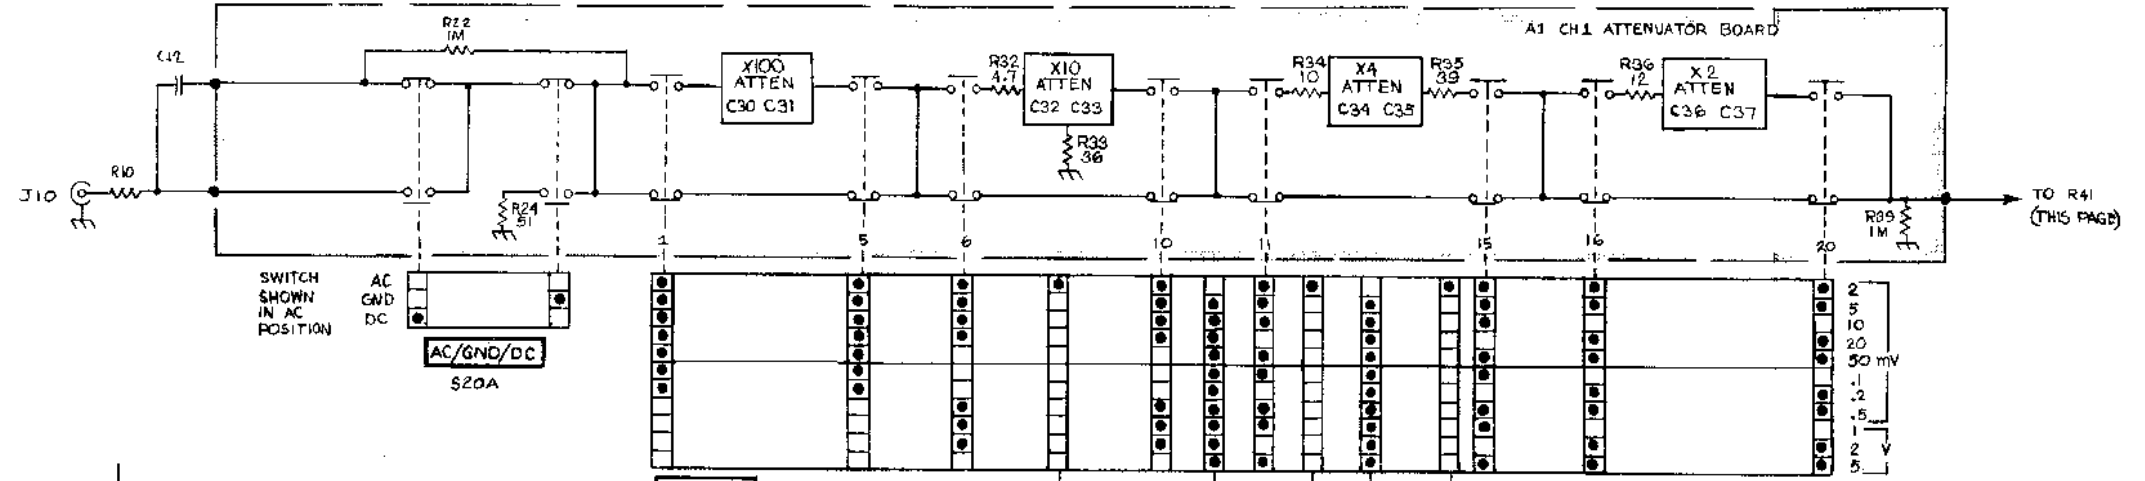 R22
1M
A1 CH1 ATTENUATOR BOARD
C12
R32
4.7
X100
ATTEN
C30 C31
X10
ATTEN
C32 C33
R34
10
X4
ATTEN
C34 C35
R35
39
R36
12
X2
ATTEN
C36 C37
R33
36
J10
R10
R24
51
TO R41
(THIS PAGE)
R39
1M
1 5 6 10 11 15 16 20
SWITCH
SHOWN
IN AC
POSITION
AC
GND
DC
AC/GND/DC
S20A
2
5
10
20
50 mV
.1
.2
.5
1
2 V
5